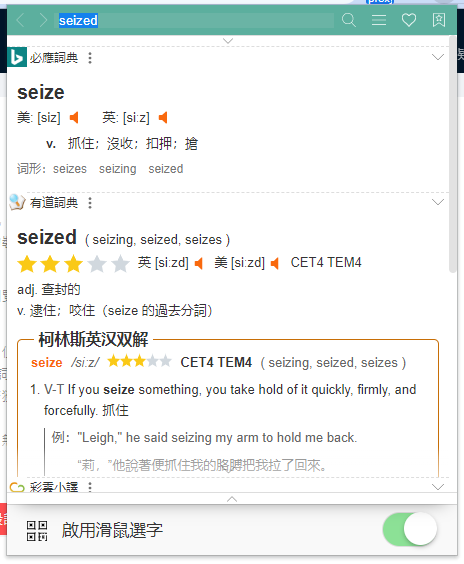 seized
必應詞典
seize
美: [siz] 英: [siːz]
v. 抓住；沒收；扣押；搶
词形： seizes seizing seized
有道詞典
seized ( seizing, seized, seizes )
英 [siːzd] 美 [siːzd] CET4 TEM4
adj. 查封的
v. 逮住；咬住（seize 的過去分詞）
柯林斯英汉双解
seize /siːz/ CET4 TEM4 ( seizing, seized, seizes )
1. V-T If you seize something, you take hold of it quickly, firmly, and
forcefully. 抓住
例： "Leigh," he said seizing my arm to hold me back.
“莉，”他說著便抓住我的胳膊把我拉了回來。
彩雲小譯
啟用滑鼠選字